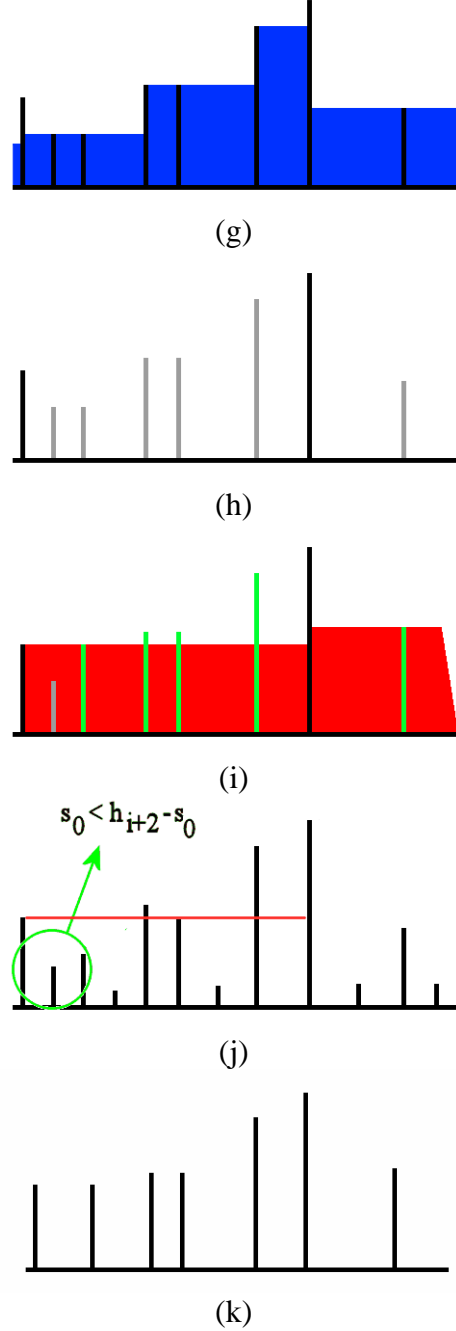 (g)
(h)
(i)
s₀ < hᵢ₊₂ - s₀
(j)
(k)